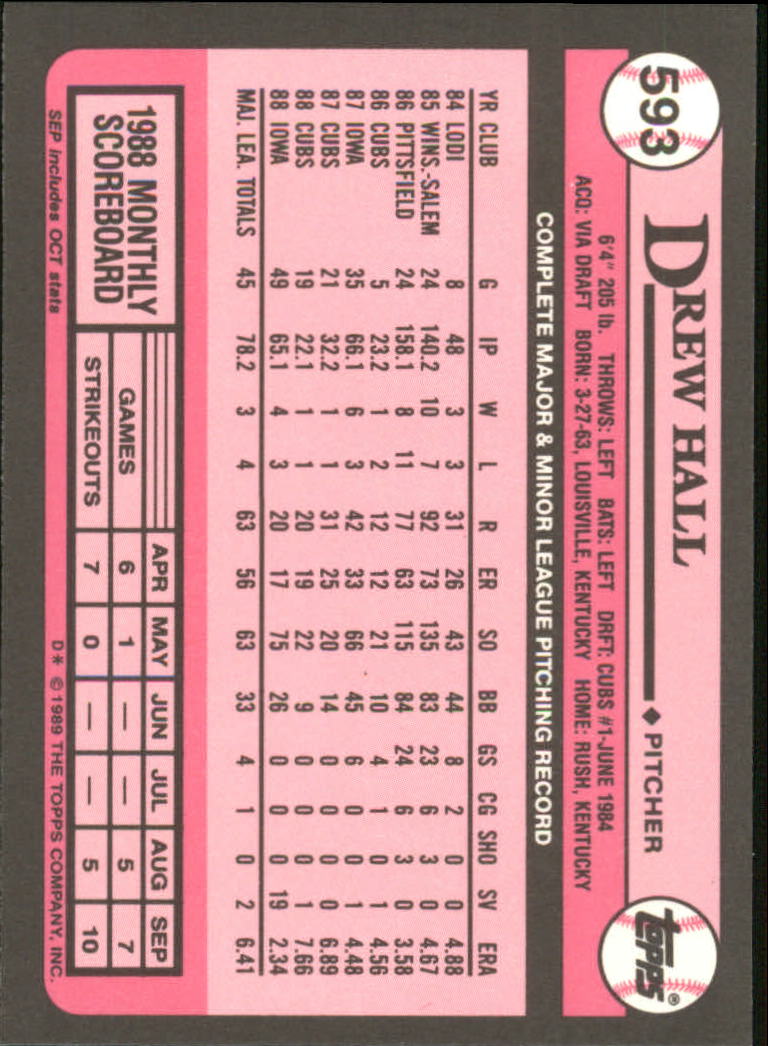 593
DREW HALL ◆ PITCHER
topps®
6'4" 205 lb. THROWS: LEFT BATS: LEFT DRFT: CUBS #1-JUNE 1984
ACQ: VIA DRAFT BORN: 3-27-63, LOUISVILLE, KENTUCKY HOME: RUSH, KENTUCKY
COMPLETE MAJOR & MINOR LEAGUE PITCHING RECORD
YR CLUB G IP W L R ER SO BB GS CG SHO SV ERA
84 LODI 8 48 3 3 31 26 43 44 8 2 0 0 4.88
85 WINS.-SALEM 24 140.2 10 7 92 73 135 83 23 6 3 0 4.67
86 PITTSFIELD 24 158.1 8 11 77 63 115 84 24 6 3 0 3.58
86 CUBS 5 23.2 1 2 12 12 21 10 4 1 0 1 4.56
87 IOWA 35 66.1 6 3 42 33 66 45 6 0 0 1 4.48
87 CUBS 21 32.2 1 1 31 25 20 14 0 0 0 0 6.89
88 CUBS 19 22.1 1 1 20 19 22 9 0 0 0 1 7.66
88 IOWA 49 65.1 4 3 20 17 75 26 0 0 0 19 2.34
MAJ. LEA. TOTALS 45 78.2 3 4 63 56 63 33 4 1 0 2 6.41
1988 MONTHLY
SCOREBOARD
APR MAY JUN JUL AUG SEP
GAMES 6 1 — — 5 7
STRIKEOUTS 7 0 — — 5 10
SEP includes OCT stats
D* © 1989 THE TOPPS COMPANY, INC.